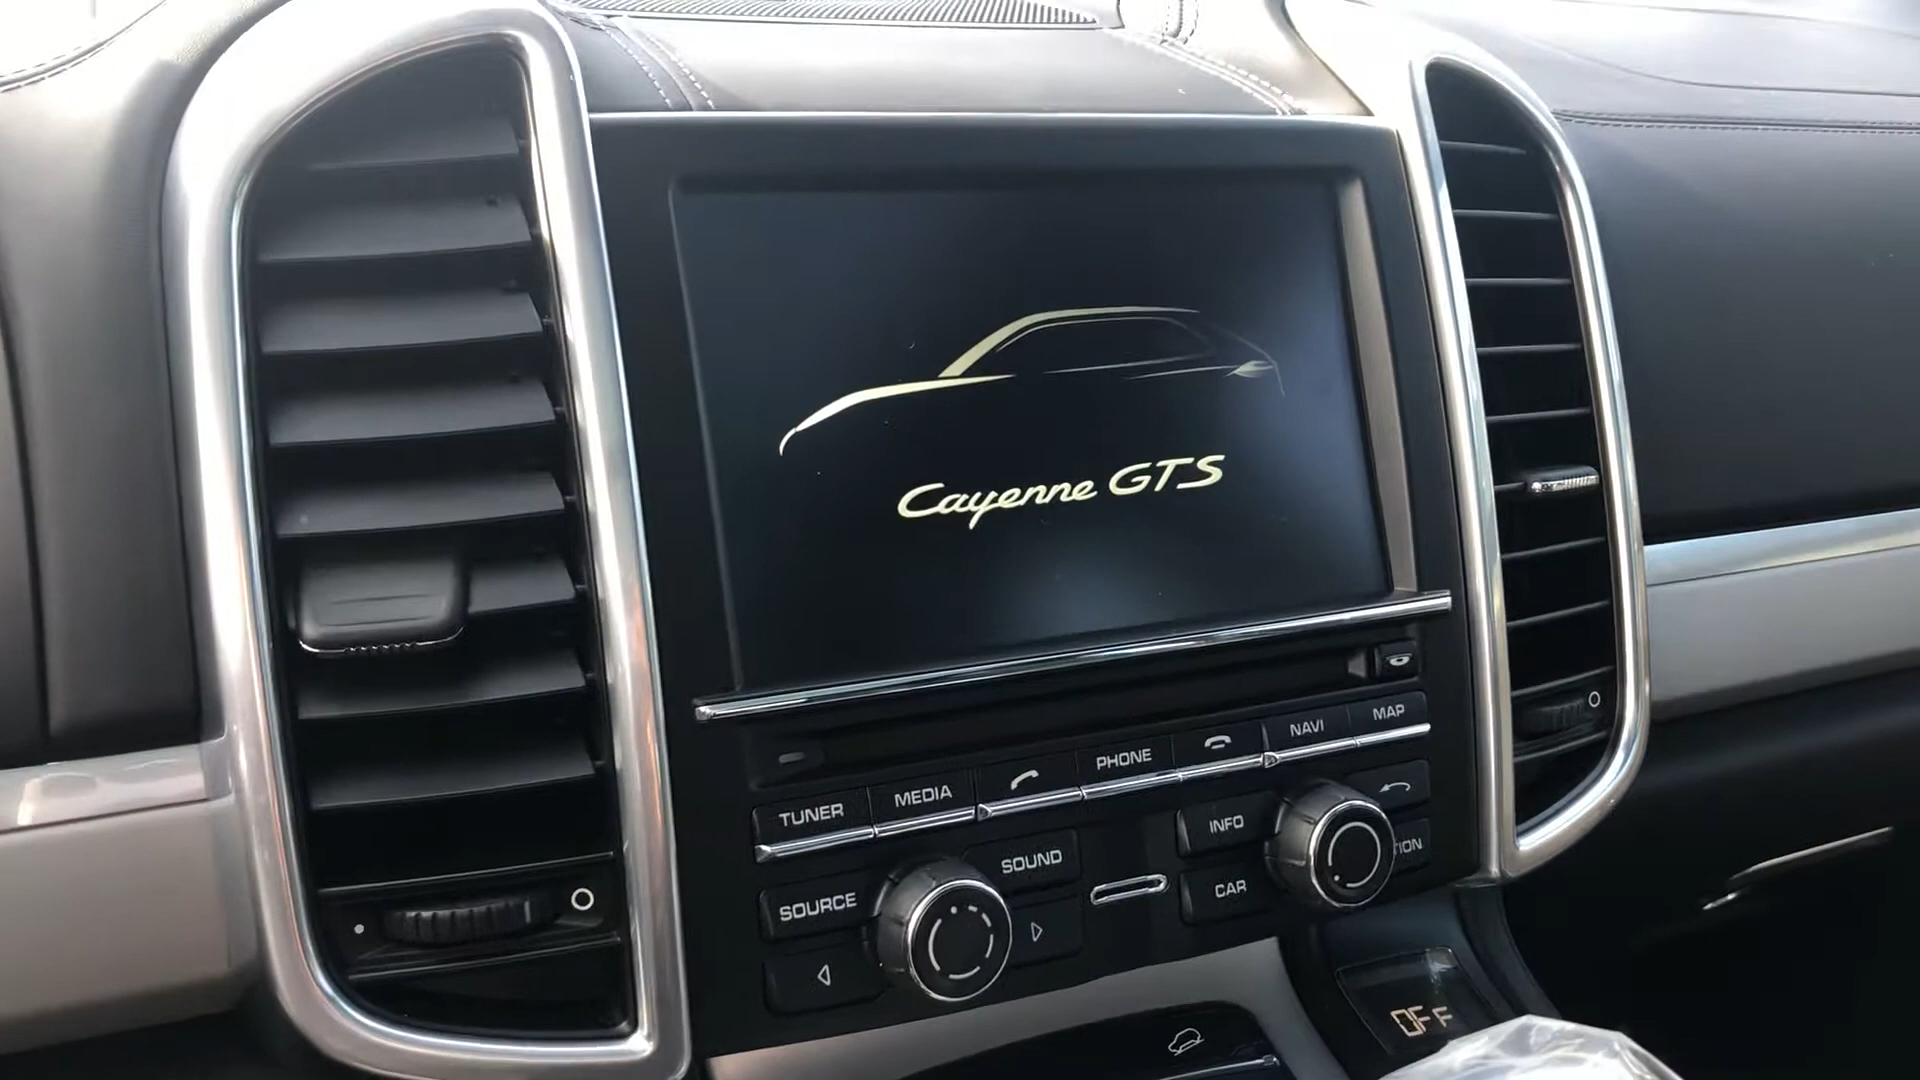 Cayenne GTS
TUNER
MEDIA
PHONE
NAVI
MAP
SOURCE
SOUND
INFO
CAR
OFF